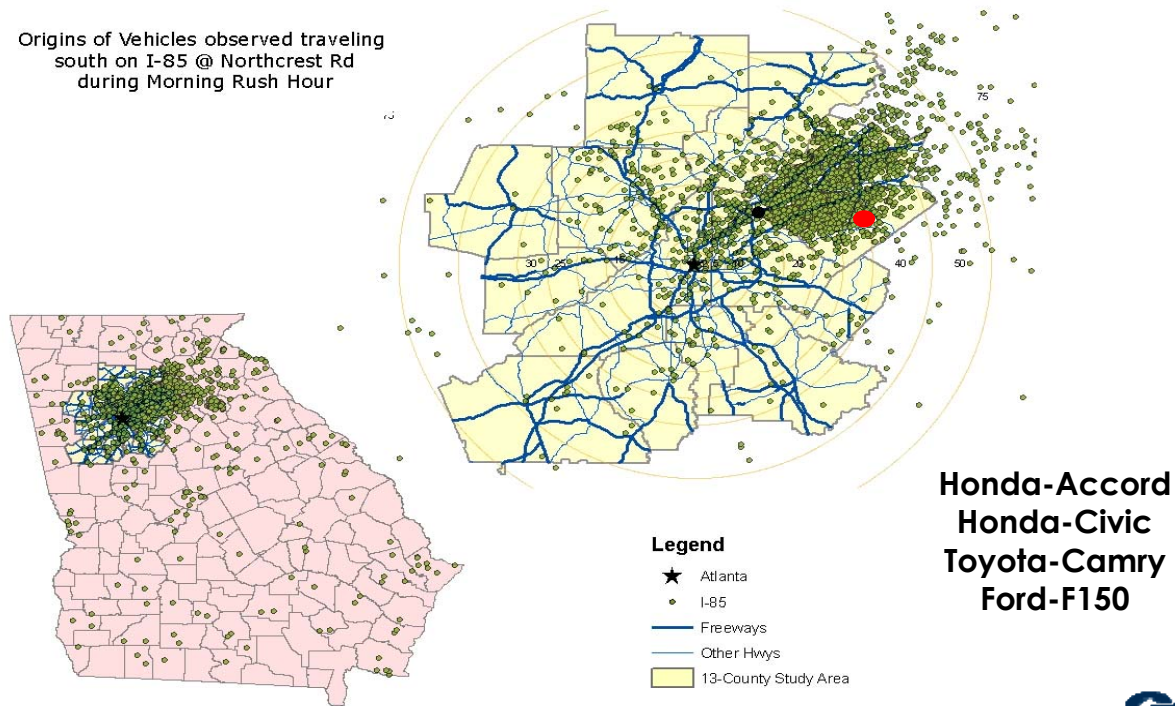 Origins of Vehicles observed traveling
south on I-85 @ Northcrest Rd
during Morning Rush Hour
75
30
25
15
10
20
40
50
Honda-Accord
Honda-Civic
Toyota-Camry
Ford-F150
Legend
Atlanta
I-85
Freeways
Other Hwys
13-County Study Area